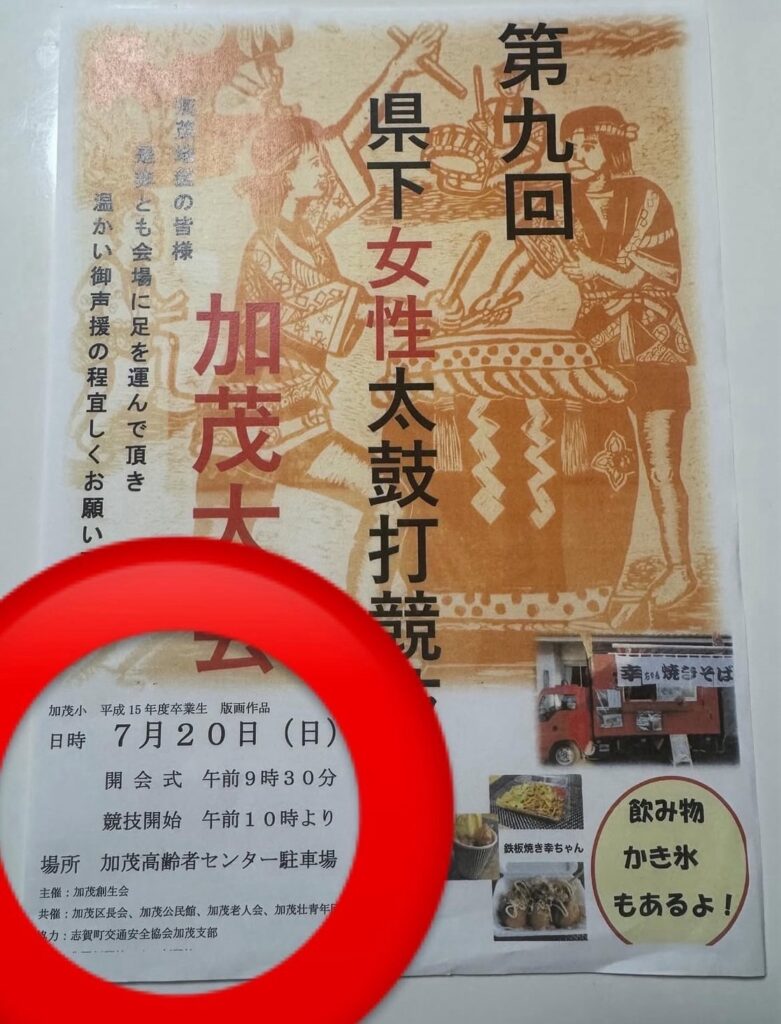 第九回
県下女性太鼓打競
加茂大会
加茂地区の皆様
是非とも会場に足を運んで頂き
温かい御声援の程宜しくお願い
加茂小 平成15年度卒業生 版画作品
日時 7月20日(日)
開会式 午前9時30分
競技開始 午前10時より
場所 加茂高齢者センター駐車場
主催:加茂創生会
共催:加茂区長会、加茂公民館、加茂老人会、加茂壮青年
協力:志賀町交通安全協会加茂支部
幸ちゃん焼きそば
鉄板焼き幸ちゃん
飲み物
かき氷
もあるよ!